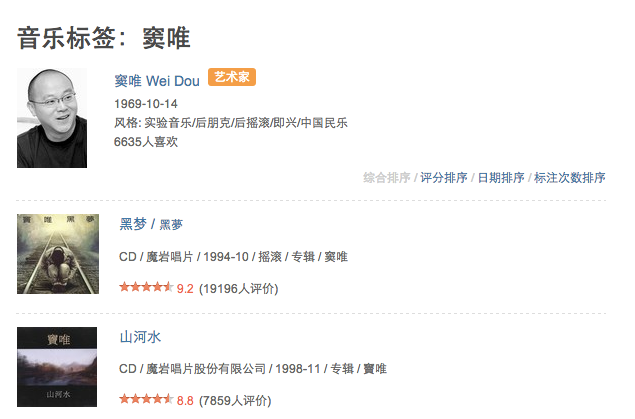 音乐标签：窦唯
窦唯 Wei Dou 艺术家
1969-10-14
风格: 实验音乐/后朋克/后摇滚/即兴/中国民乐
6635人喜欢
综合排序 / 评分排序 / 日期排序 / 标注次数排序
竇唯黑夢
黑梦 / 黑夢
CD / 魔岩唱片 / 1994-10 / 摇滚 / 专辑 / 窦唯
9.2 (19196人评价)
竇唯
山河水
山河水
CD / 魔岩唱片股份有限公司 / 1998-11 / 专辑 / 竇唯
8.8 (7859人评价)